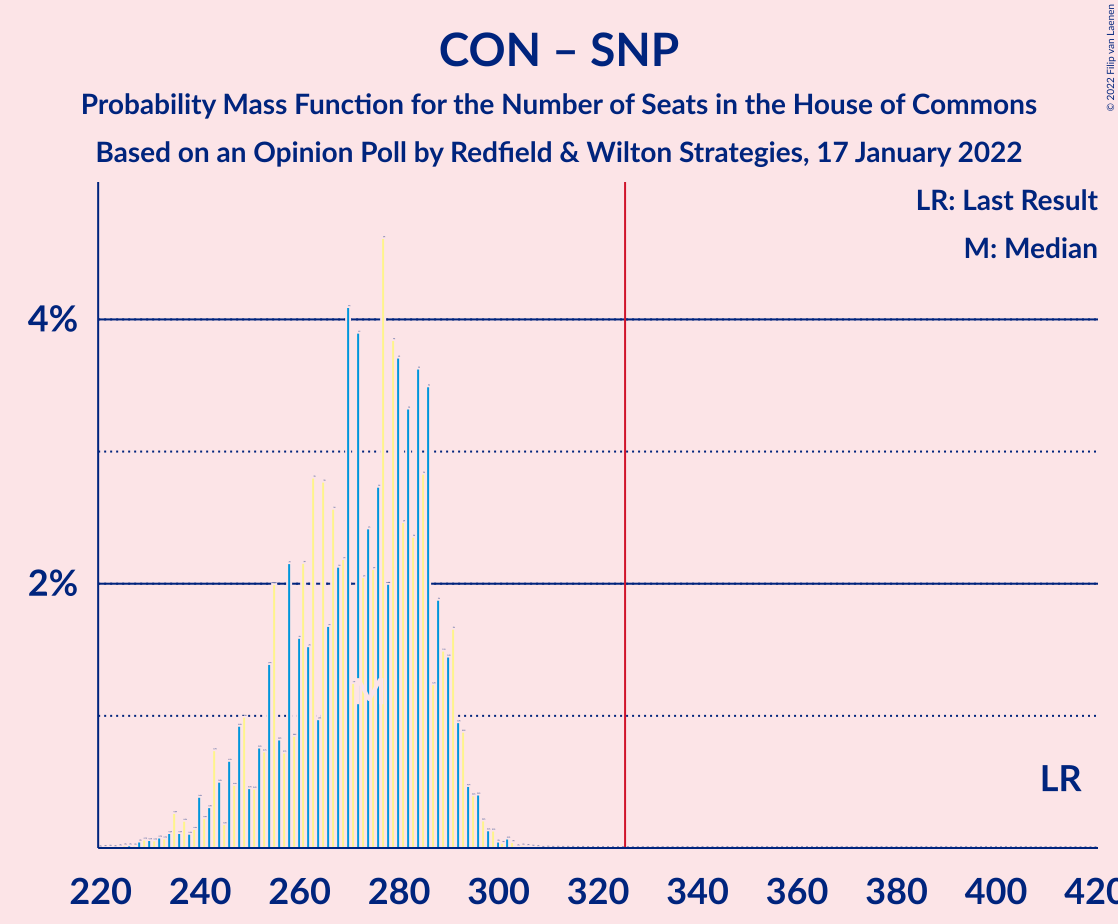 CON – SNP
Probability Mass Function for the Number of Seats in the House of Commons
Based on an Opinion Poll by Redfield & Wilton Strategies, 17 January 2022
© 2022 Filip van Laenen
LR: Last Result
M: Median
4%
2%
M
LR
220 240 260 280 300 320 340 360 380 400 420